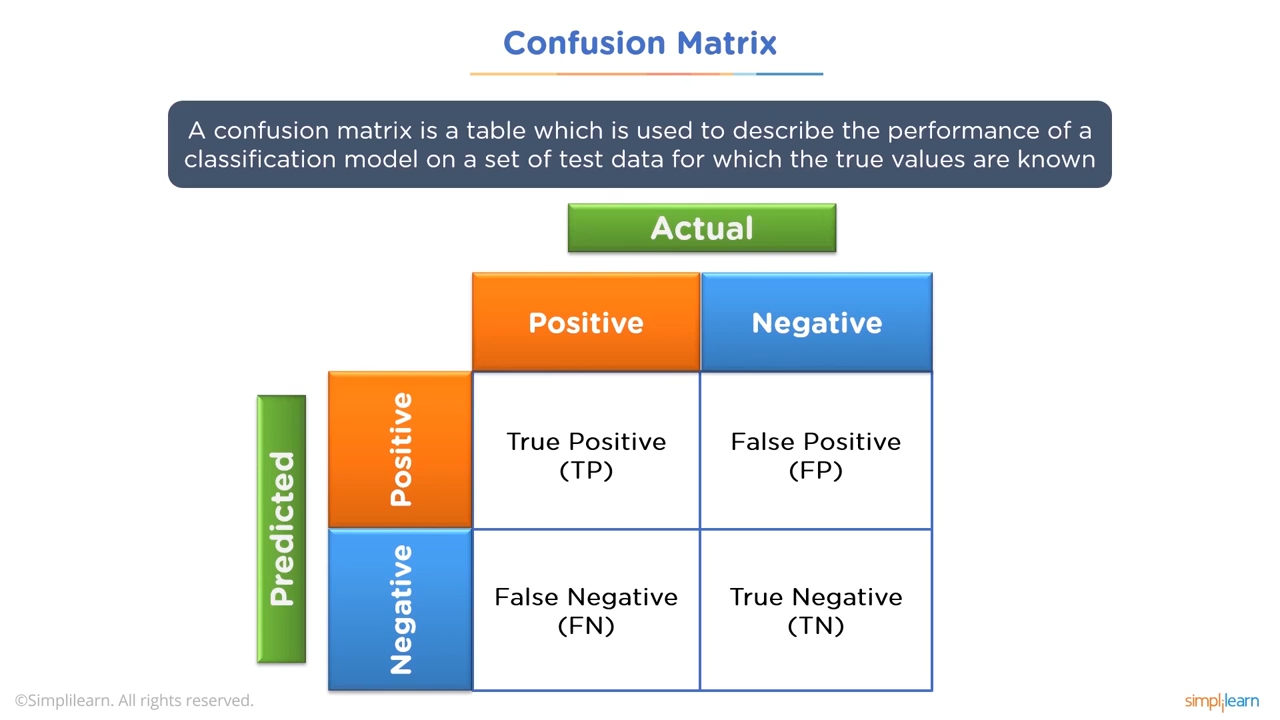 Confusion Matrix
A confusion matrix is a table which is used to describe the performance of a
classification model on a set of test data for which the true values are known
Actual
Positive
Negative
Predicted
Positive
True Positive
(TP)
False Positive
(FP)
Negative
False Negative
(FN)
True Negative
(TN)
©Simplilearn. All rights reserved.
simplilearn